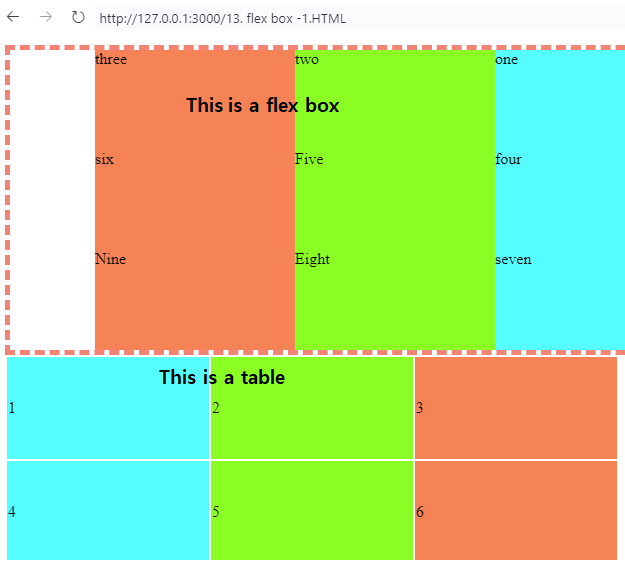 http://127.0.0.1:3000/13. flex box -1.HTML
three two one
This is a flex box
six Five four
Nine Eight seven
This is a table
1 2 3
4 5 6